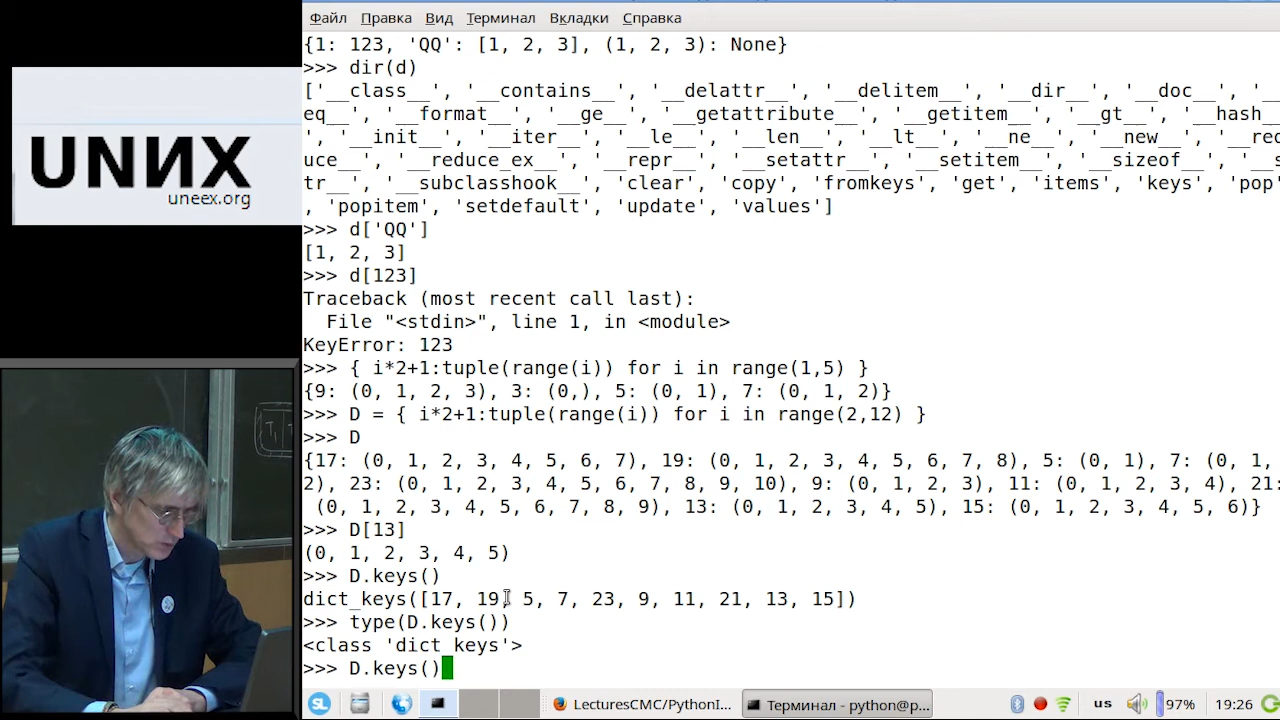 Файл Правка Вид Терминал Вкладки Справка
{1: 123, 'QQ': [1, 2, 3], (1, 2, 3): None}
>>> dir(d)
['__class__', '__contains__', '__delattr__', '__delitem__', '__dir__', '__doc__', '__
eq__', '__format__', '__ge__', '__getattribute__', '__getitem__', '__gt__', '__hash__
', '__init__', '__iter__', '__le__', '__len__', '__lt__', '__ne__', '__new__', '__red
uce__', '__reduce_ex__', '__repr__', '__setattr__', '__setitem__', '__sizeof__', '__s
tr__', '__subclasshook__', 'clear', 'copy', 'fromkeys', 'get', 'items', 'keys', 'pop'
, 'popitem', 'setdefault', 'update', 'values']
>>> d['QQ']
[1, 2, 3]
>>> d[123]
Traceback (most recent call last):
  File "<stdin>", line 1, in <module>
KeyError: 123
>>> { i*2+1:tuple(range(i)) for i in range(1,5) }
{9: (0, 1, 2, 3), 3: (0,), 5: (0, 1), 7: (0, 1, 2)}
>>> D = { i*2+1:tuple(range(i)) for i in range(2,12) }
>>> D
{17: (0, 1, 2, 3, 4, 5, 6, 7), 19: (0, 1, 2, 3, 4, 5, 6, 7, 8), 5: (0, 1), 7: (0, 1,
2), 23: (0, 1, 2, 3, 4, 5, 6, 7, 8, 9, 10), 9: (0, 1, 2, 3), 11: (0, 1, 2, 3, 4), 21:
(0, 1, 2, 3, 4, 5, 6, 7, 8, 9), 13: (0, 1, 2, 3, 4, 5), 15: (0, 1, 2, 3, 4, 5, 6)}
>>> D[13]
(0, 1, 2, 3, 4, 5)
>>> D.keys()
dict_keys([17, 19, 5, 7, 23, 9, 11, 21, 13, 15])
>>> type(D.keys())
<class 'dict_keys'>
>>> D.keys()
LecturesCMC/PythonI... Терминал - python@p... us 97% 19:26
UNИX
uneex.org